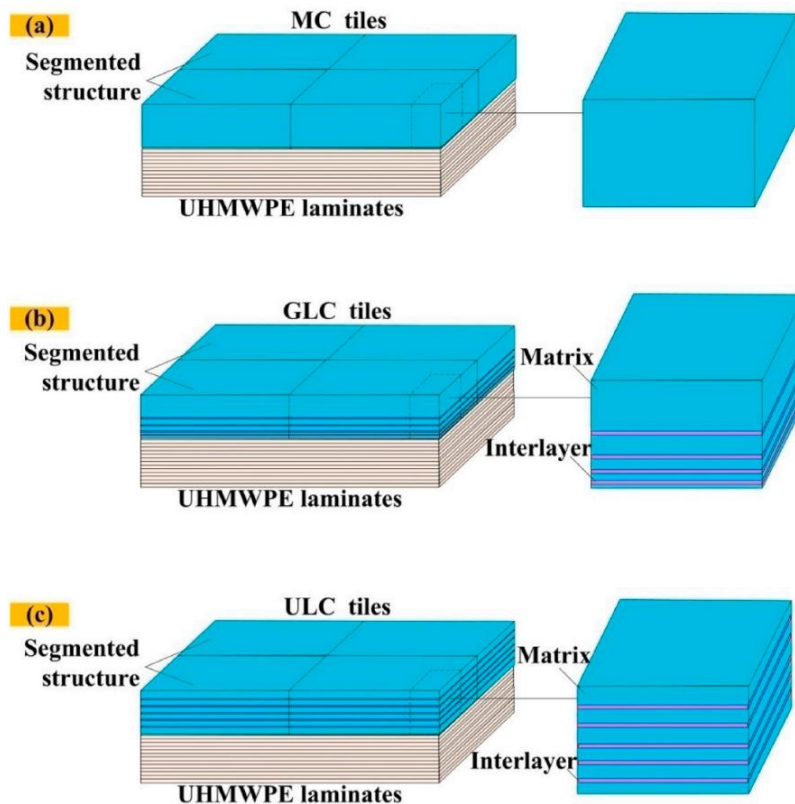 (a)
MC tiles
Segmented
structure
UHMWPE laminates
(b)
GLC tiles
Segmented
structure
Matrix
Interlayer
UHMWPE laminates
(c)
ULC tiles
Segmented
structure
Matrix
Interlayer
UHMWPE laminates